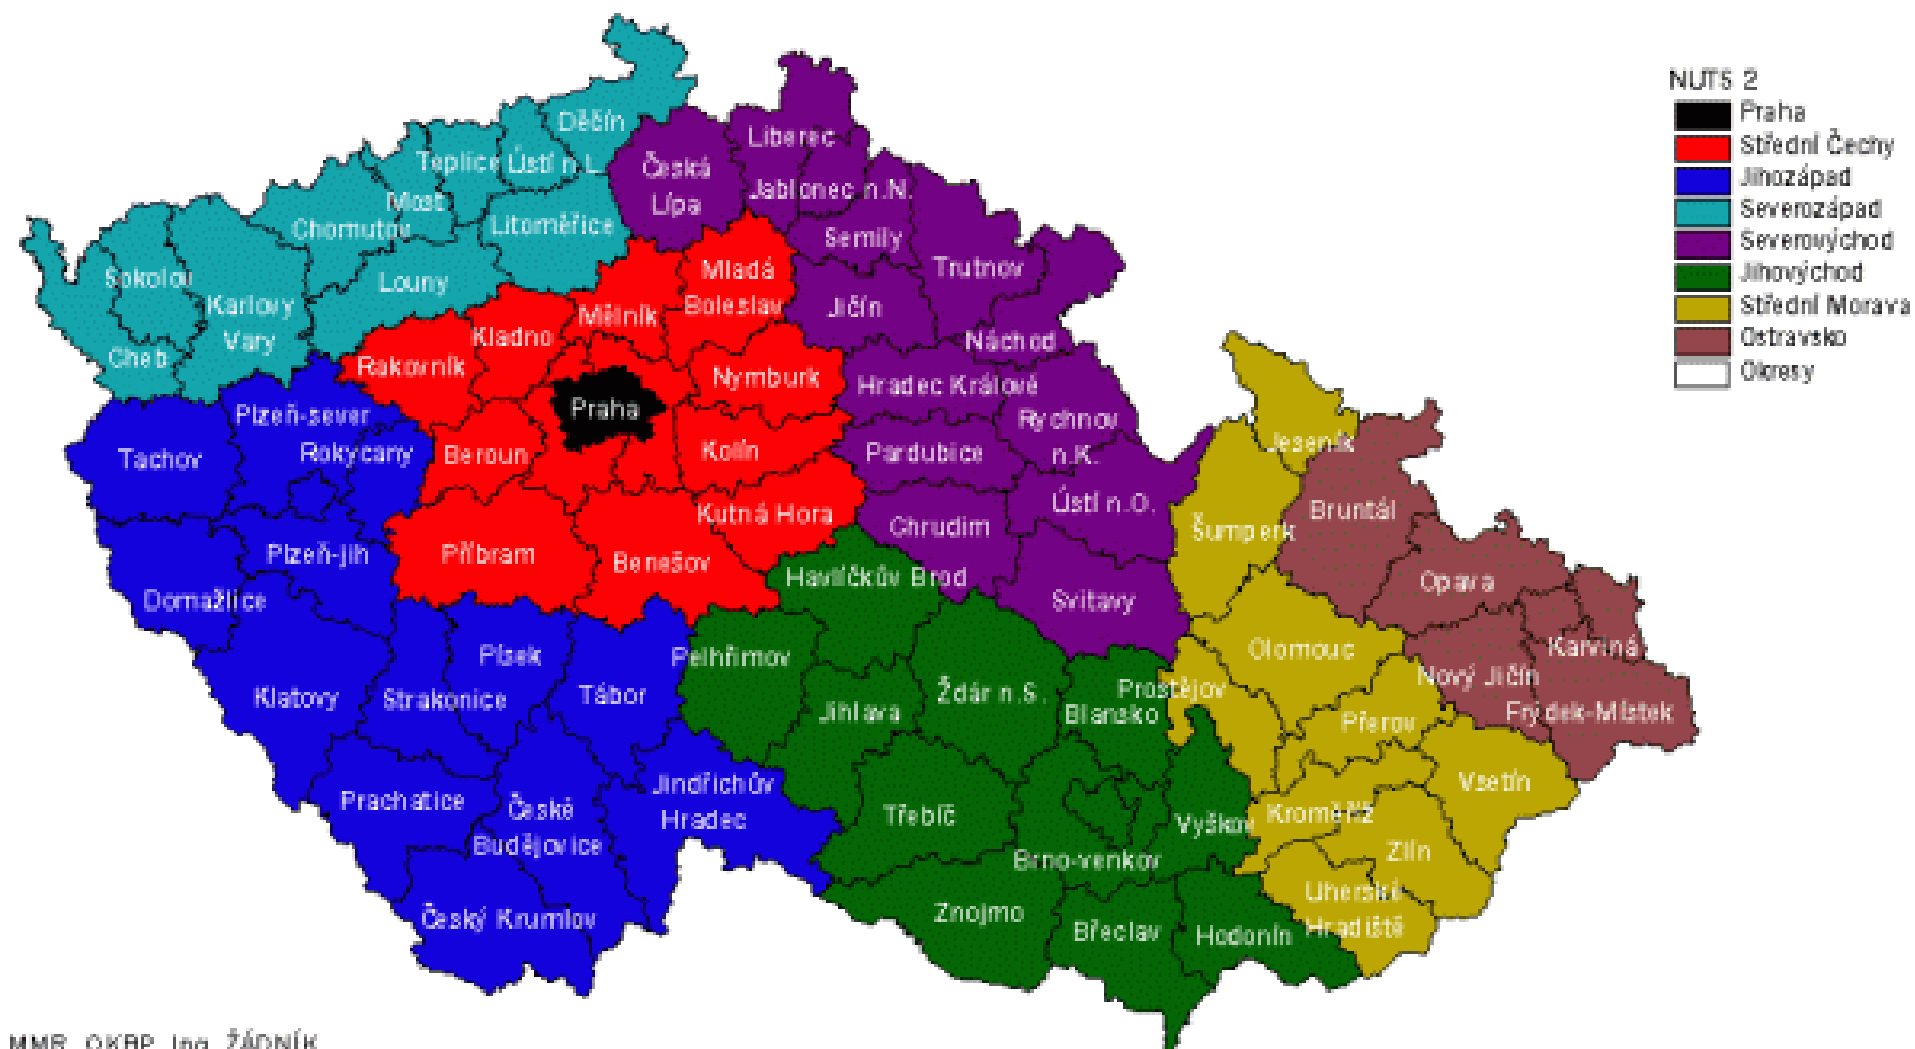 NUTS 2
Praha
Střední Čechy
Jihozápad
Severozápad
Severovýchod
Jihovýchod
Střední Morava
Ostravsko
Okresy
Děčín
Teplice
Ústí n.L.
Most
Chomutov
Litoměřice
Louny
Sokolov
Karlovy
Vary
Cheb
Česká
Lípa
Liberec
Jablonec n.N.
Semily
Trutnov
Jičín
Náchod
Hradec Králové
Rychnov
n.K.
Pardubice
Ústí n.O.
Chrudim
Svitavy
Mladá
Boleslav
Mělník
Kladno
Rakovník
Nymburk
Praha
Beroun
Kolín
Kutná Hora
Příbram
Benešov
Plzeň-sever
Rokycany
Tachov
Plzeň-jih
Domažlice
Klatovy
Strakonice
Písek
Tábor
Prachatice
České
Budějovice
Jindřichův
Hradec
Český Krumlov
Havlíčkův Brod
Pelhřimov
Jihlava
Ždár n.S.
Blansko
Třebíč
Brno-venkov
Vyškov
Znojmo
Břeclav
Hodonín
Jeseník
Šumperk
Olomouc
Prostějov
Přerov
Kroměříž
Vsetín
Zlín
Uherské
Hradiště
Bruntál
Opava
Karviná
Nový Jičín
Frýdek-Místek
MMR OKRP Ing ŽÁDNÍK